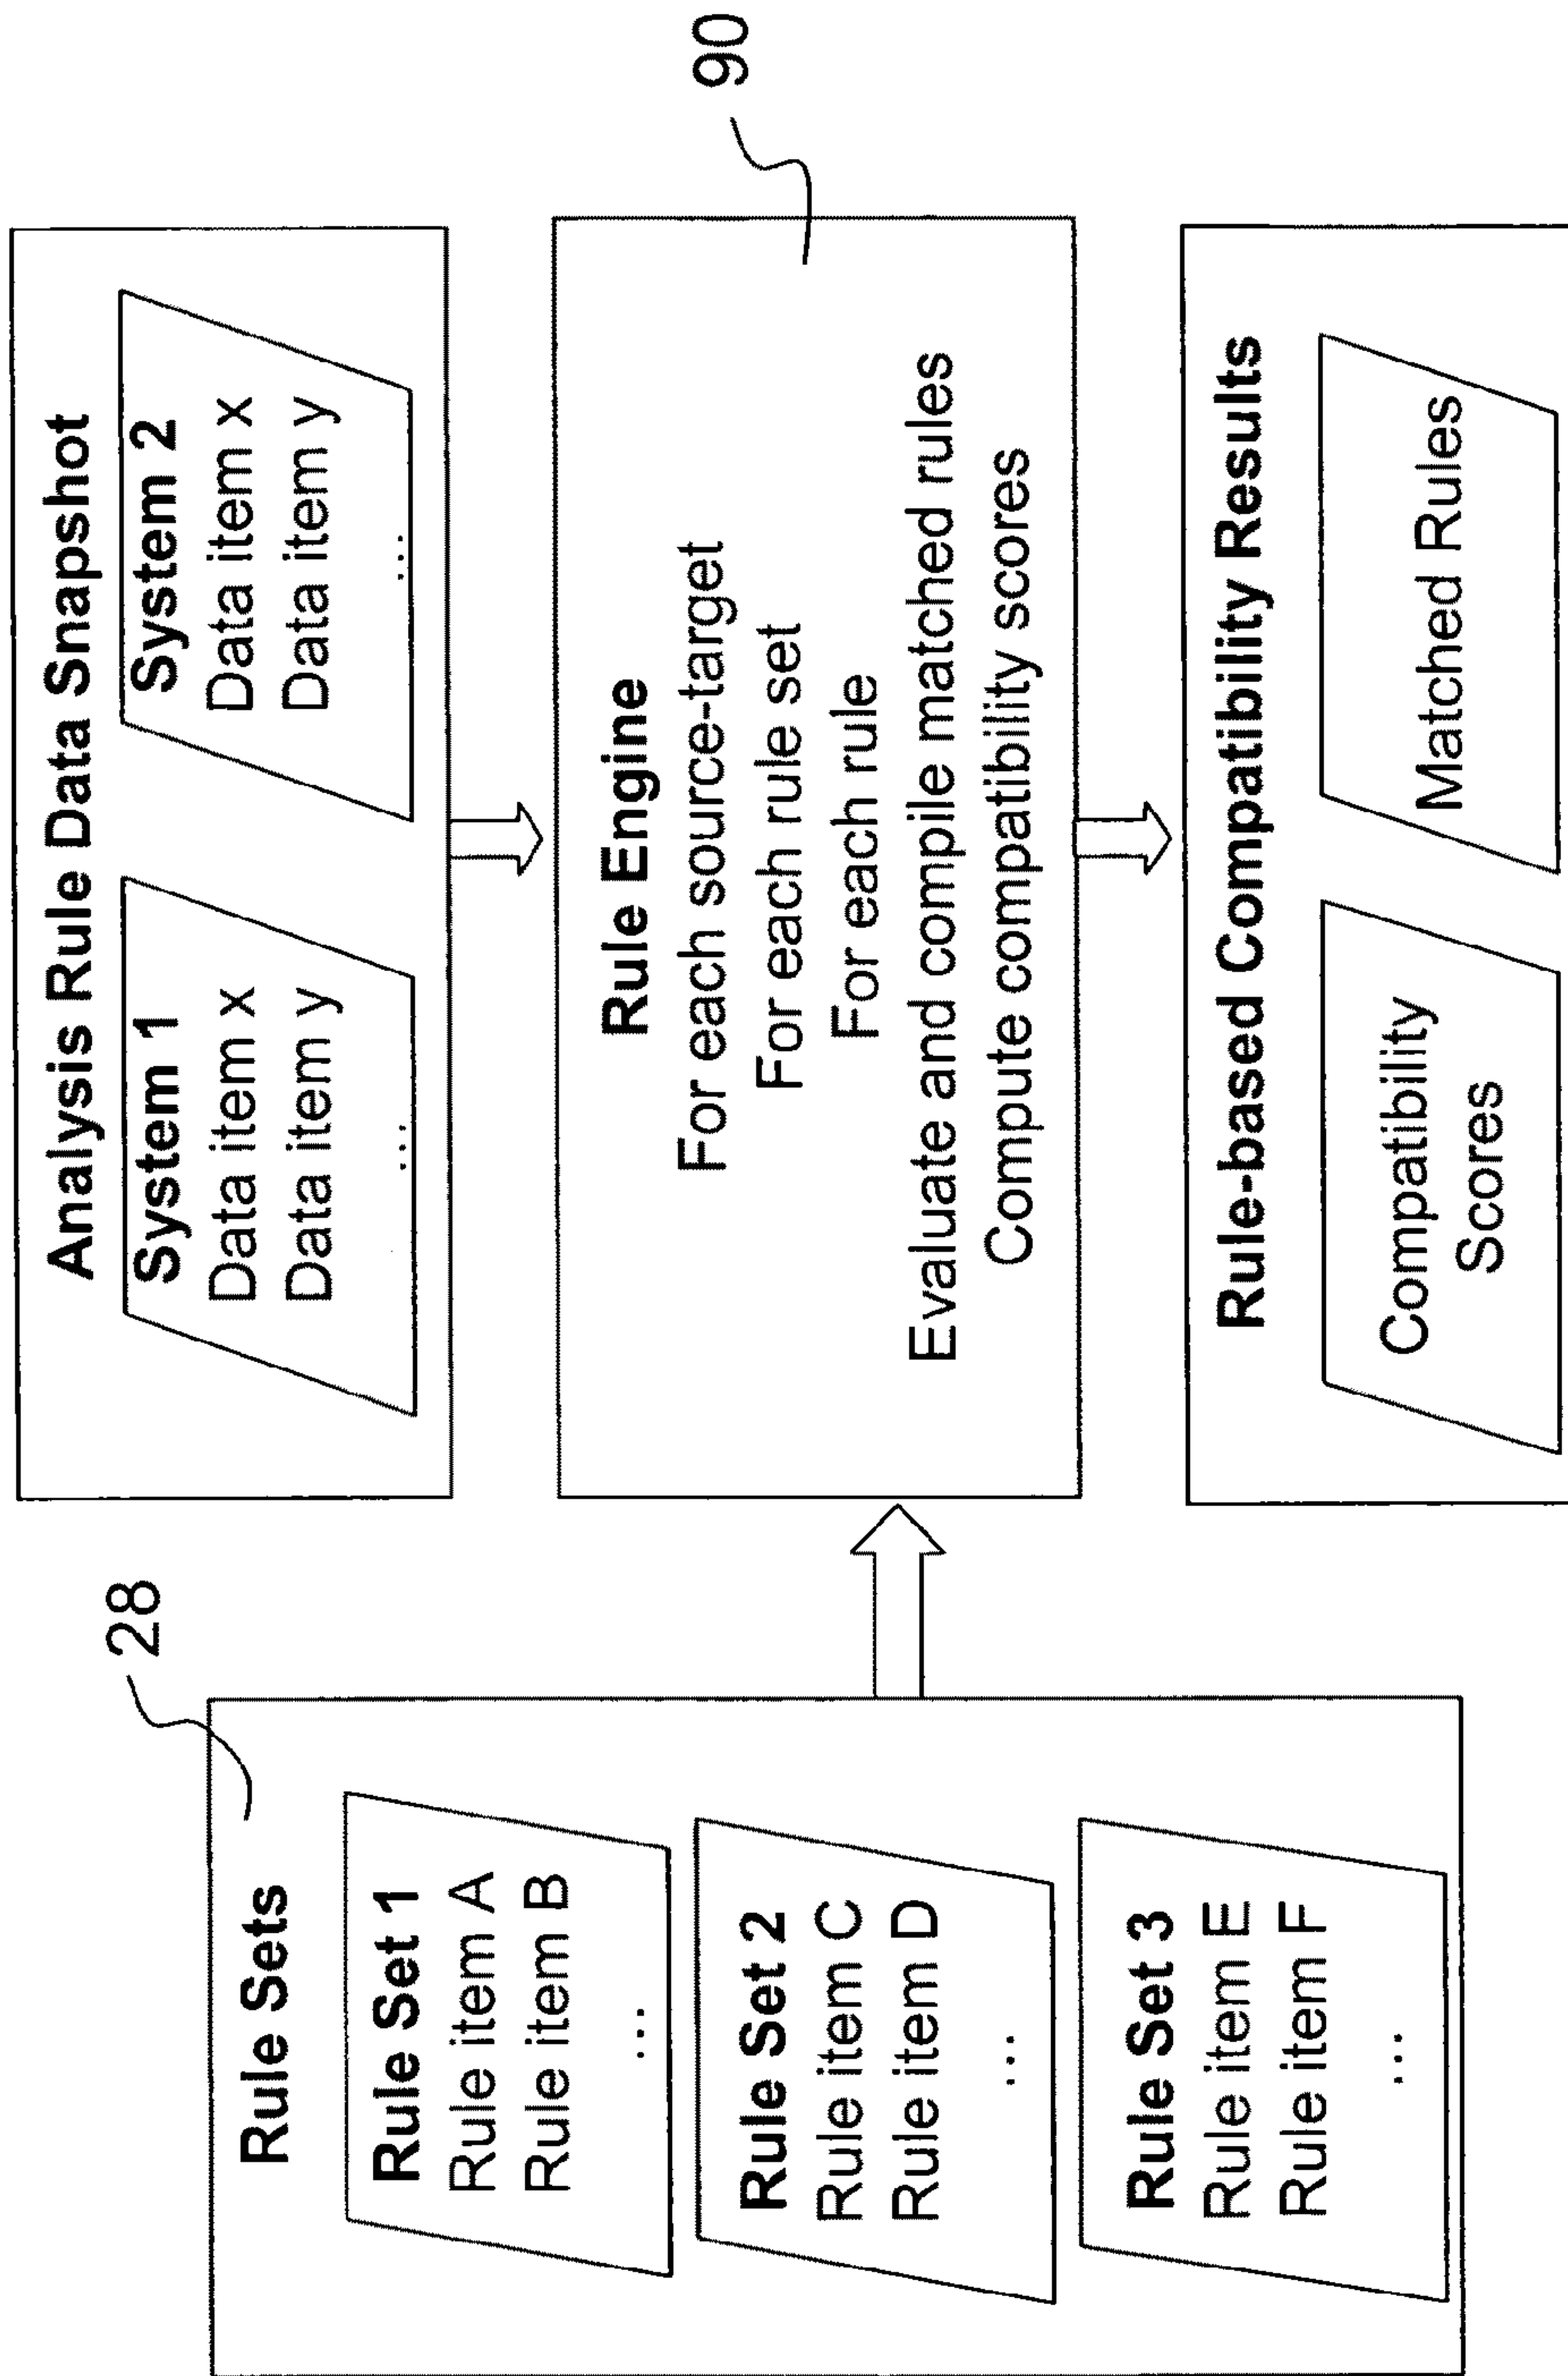 28
Rule Sets
Rule Set 1
Rule item A
Rule item B
...
Rule Set 2
Rule item C
Rule item D
...
Rule Set 3
Rule item E
Rule item F
...
Analysis Rule Data Snapshot
System 1
Data item x
Data item y
...
System 2
Data item x
Data item y
...
90
Rule Engine
For each source-target
For each rule set
For each rule
Evaluate and compile matched rules
Compute compatibility scores
Rule-based Compatibility Results
Compatibility
Scores
Matched Rules